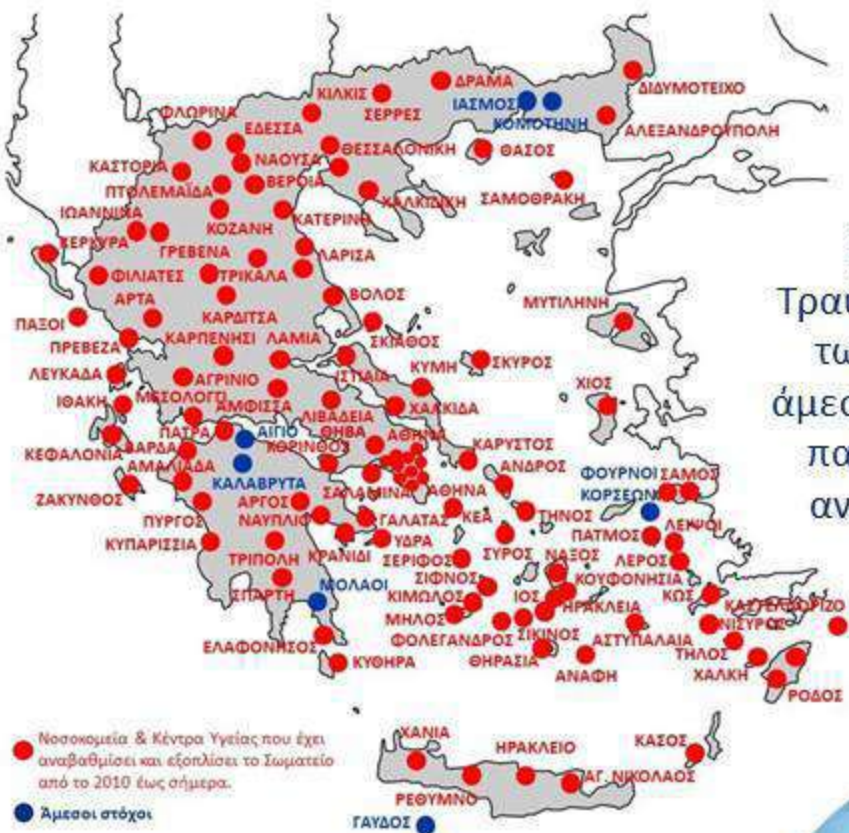 ΔΡΑΜΑ
ΚΙΛΚΙΣ
ΔΙΔΥΜΟΤΕΙΧΟ
ΙΑΣΜΟΣ
ΣΕΡΡΕΣ
ΦΛΩΡΙΝΑ
ΚΟΜΟΤΗΝΗ
ΑΛΕΞΑΝΔΡΟΥΠΟΛΗ
ΕΔΕΣΣΑ
ΘΕΣΣΑΛΟΝΙΚΗ
ΘΑΣΟΣ
ΝΑΟΥΣΑ
ΚΑΣΤΟΡΙΑ
ΒΕΡΟΙΑ
ΠΤΟΛΕΜΑΪΔΑ
ΧΑΛΚΙΔΙΚΗ
ΣΑΜΟΘΡΑΚΗ
ΙΩΑΝΝΙΝΑ
ΚΑΤΕΡΙΝΗ
ΚΟΖΑΝΗ
ΚΕΡΚΥΡΑ
ΓΡΕΒΕΝΑ
ΛΑΡΙΣΑ
ΦΙΛΙΑΤΕΣ
ΤΡΙΚΑΛΑ
ΑΡΤΑ
ΒΟΛΟΣ
ΜΥΤΙΛΗΝΗ
ΚΑΡΔΙΤΣΑ
ΠΑΞΟΙ
ΚΑΡΠΕΝΗΣΙ
ΛΑΜΙΑ
ΣΚΙΑΘΟΣ
ΠΡΕΒΕΖΑ
ΚΥΜΗ
ΣΚΥΡΟΣ
ΛΕΥΚΑΔΑ
ΑΓΡΙΝΙΟ
ΙΣΤΙΑΙΑ
ΧΙΟΣ
ΙΘΑΚΗ
ΜΕΣΟΛΟΓΓΙ
ΑΜΦΙΣΣΑ
ΛΙΒΑΔΕΙΑ
ΧΑΛΚΙΔΑ
ΠΑΤΡΑ
ΑΙΓΙΟ
ΘΗΒΑ
ΑΘΗΝΑ
ΚΕΦΑΛΟΝΙΑ
ΒΑΡΔΑ
ΚΟΡΙΝΘΟΣ
ΚΑΡΥΣΤΟΣ
ΑΜΑΛΙΑΔΑ
ΑΝΔΡΟΣ
ΦΟΥΡΝΟΙ
ΚΟΡΣΕΩΝ
ΣΑΜΟΣ
ΚΑΛΑΒΡΥΤΑ
ΖΑΚΥΝΘΟΣ
ΣΑΛΑΜΙΝΑ
ΑΘΗΝΑ
ΑΡΓΟΣ
ΠΥΡΓΟΣ
ΝΑΥΠΛΙΟ
ΓΑΛΑΤΑΣ
ΚΕΑ
ΤΗΝΟΣ
ΛΕΙΨΟΙ
ΚΥΠΑΡΙΣΣΙΑ
ΚΡΑΝΙΔΙ
ΥΔΡΑ
ΣΥΡΟΣ
ΠΑΤΜΟΣ
ΤΡΙΠΟΛΗ
ΣΕΡΙΦΟΣ
ΝΑΞΟΣ
ΛΕΡΟΣ
ΣΙΦΝΟΣ
ΚΟΥΦΟΝΗΣΙΑ
ΜΟΛΑΟΙ
ΣΠΑΡΤΗ
ΚΙΜΩΛΟΣ
ΙΟΣ
ΗΡΑΚΛΕΙΑ
ΚΩΣ
ΚΑΣΤΕΛΛΟΡΙΖΟ
ΜΗΛΟΣ
ΝΙΣΥΡΟΣ
ΕΛΑΦΟΝΗΣΟΣ
ΦΟΛΕΓΑΝΔΡΟΣ
ΣΙΚΙΝΟΣ
ΑΣΤΥΠΑΛΑΙΑ
ΚΥΘΗΡΑ
ΘΗΡΑΣΙΑ
ΤΗΛΟΣ
ΑΝΑΦΗ
ΧΑΛΚΗ
ΡΟΔΟΣ
ΧΑΝΙΑ
ΗΡΑΚΛΕΙΟ
ΚΑΣΟΣ
ΑΓ. ΝΙΚΟΛΑΟΣ
ΡΕΘΥΜΝΟ
ΓΑΥΔΟΣ
Νοσοκομεία & Κέντρα Υγείας που έχει
αναβαθμίσει και εξοπλίσει το Σωματείο
από το 2010 έως σήμερα.
Άμεσοι στόχοι